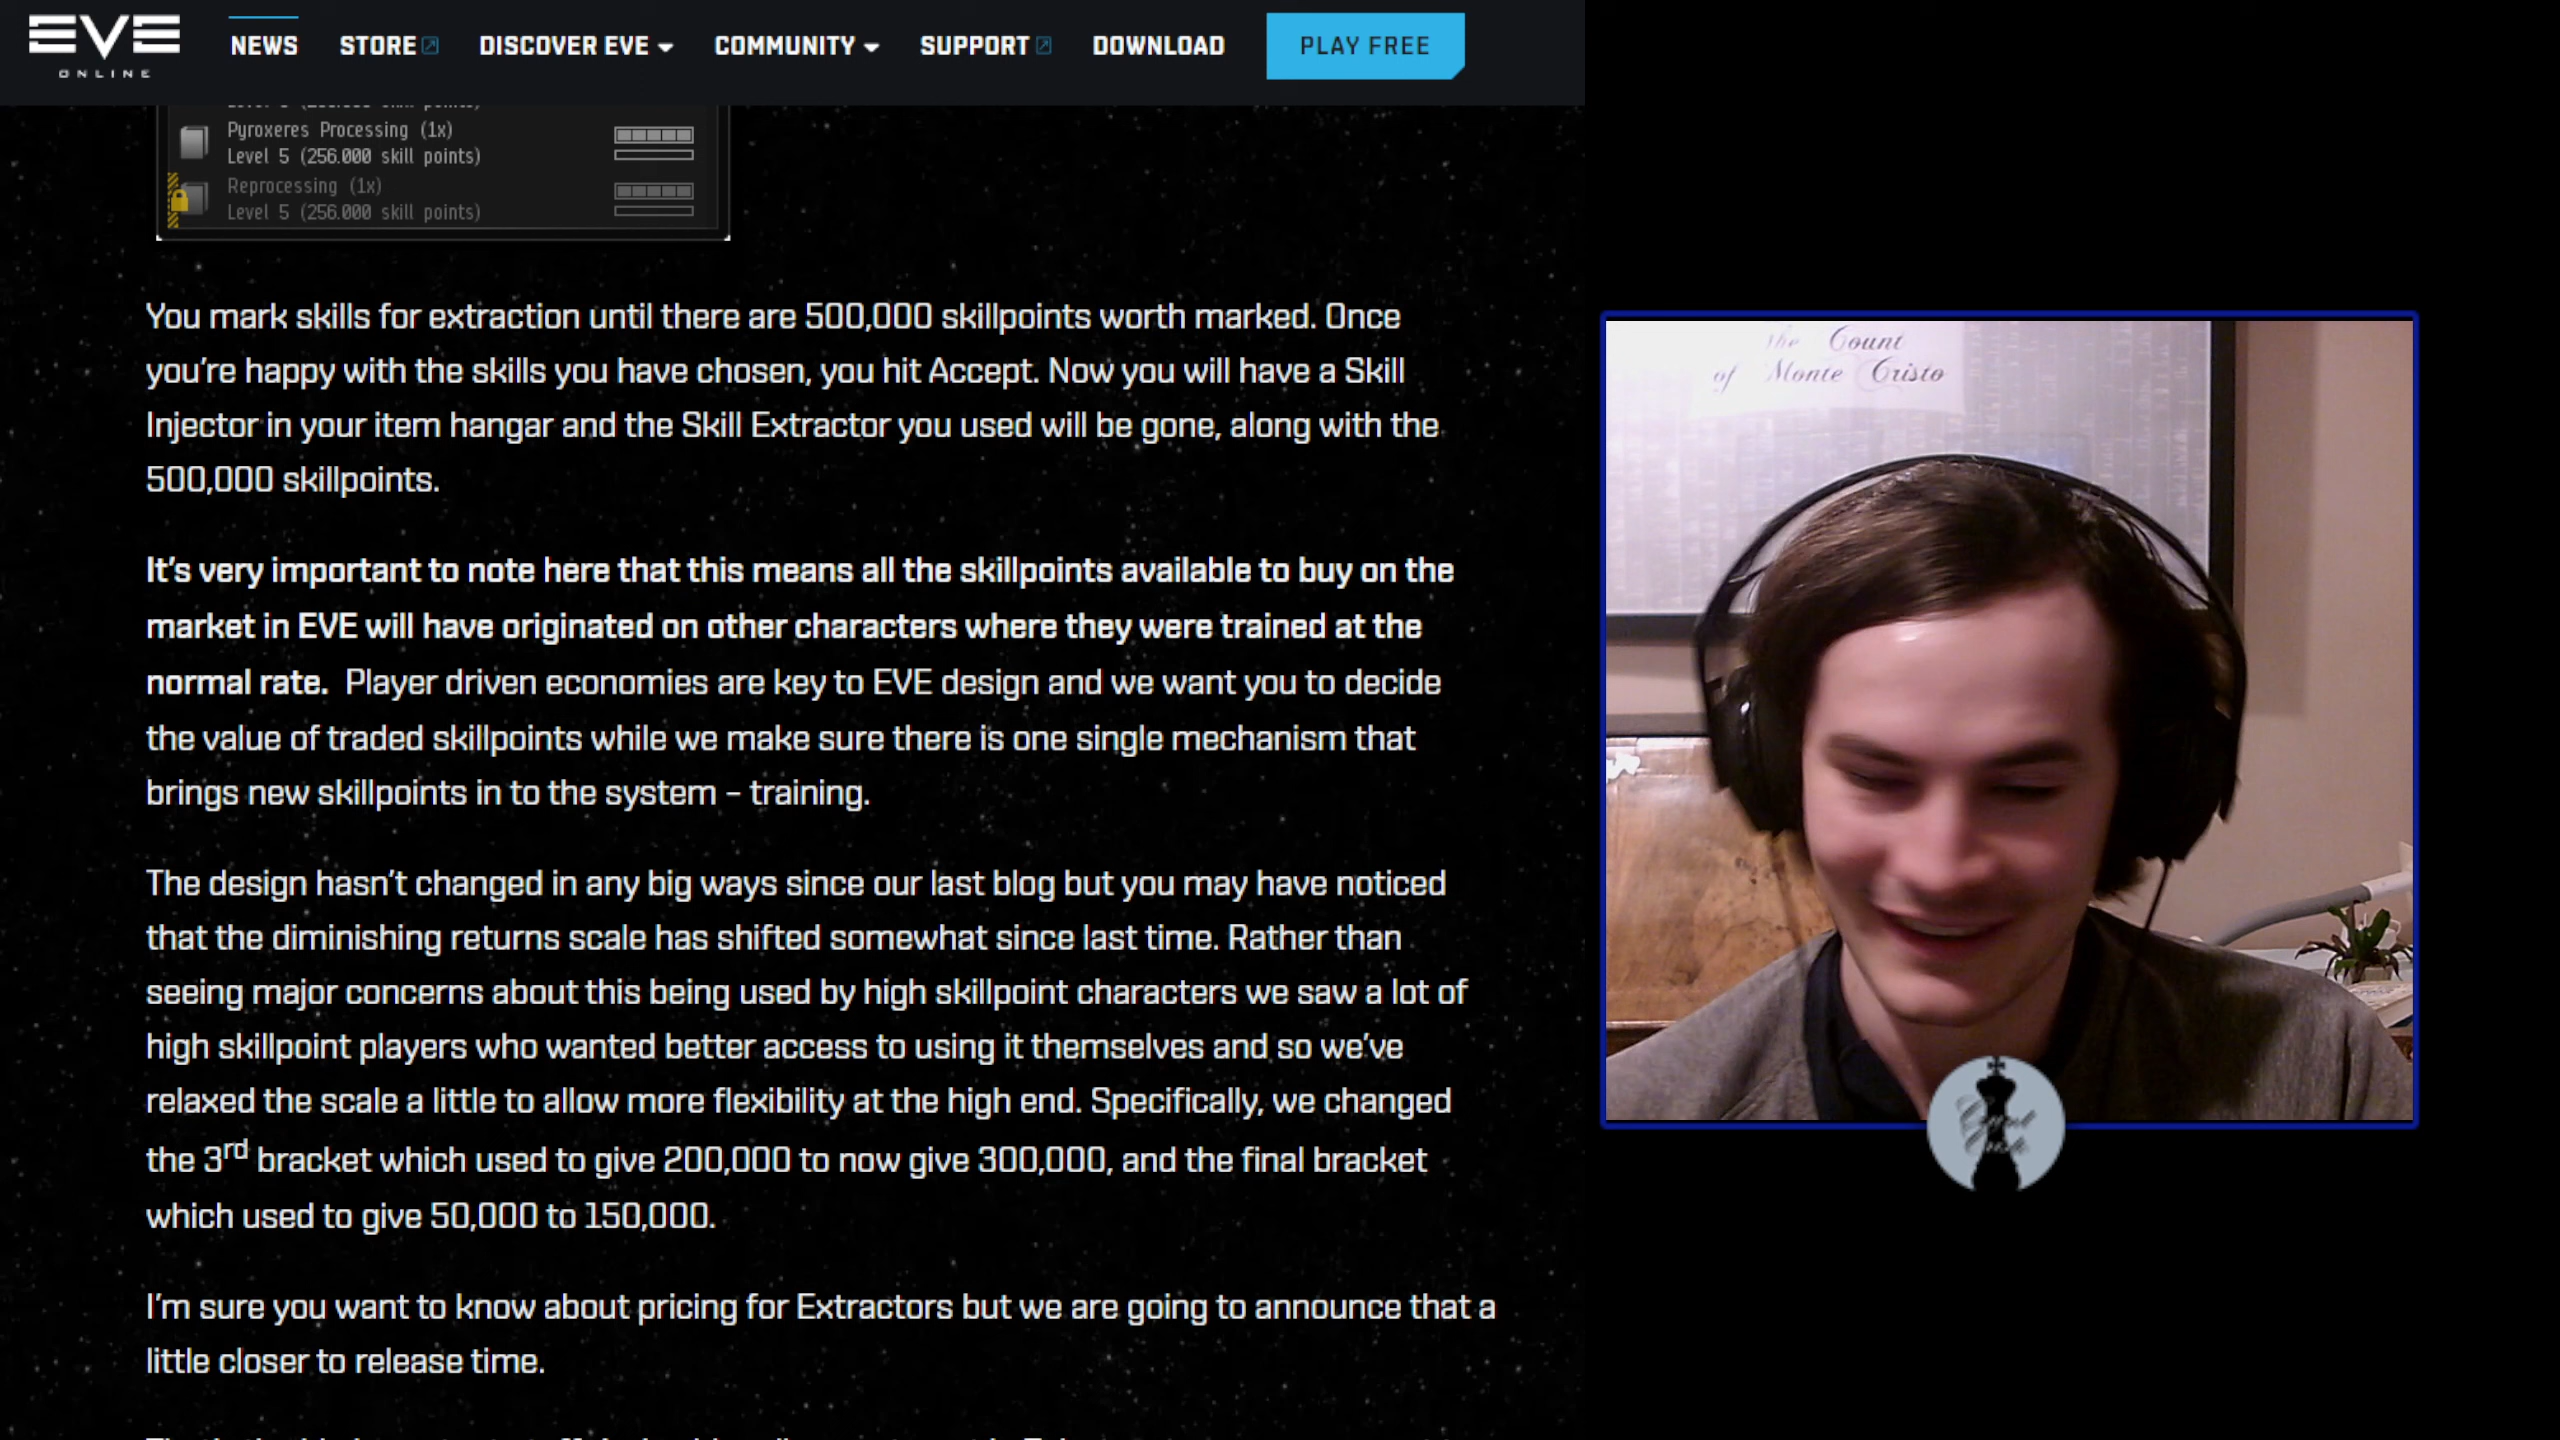 EVE
ONLINE
NEWS STORE DISCOVER EVE COMMUNITY SUPPORT DOWNLOAD PLAY FREE
Pyroxeres Processing (1x)
Level 5 (256.000 skill points)
Reprocessing (1x)
Level 5 (256.000 skill points)
You mark skills for extraction until there are 500,000 skillpoints worth marked. Once
you’re happy with the skills you have chosen, you hit Accept. Now you will have a Skill
Injector in your item hangar and the Skill Extractor you used will be gone, along with the
500,000 skillpoints.
It’s very important to note here that this means all the skillpoints available to buy on the
market in EVE will have originated on other characters where they were trained at the
normal rate. Player driven economies are key to EVE design and we want you to decide
the value of traded skillpoints while we make sure there is one single mechanism that
brings new skillpoints in to the system – training.
The design hasn’t changed in any big ways since our last blog but you may have noticed
that the diminishing returns scale has shifted somewhat since last time. Rather than
seeing major concerns about this being used by high skillpoint characters we saw a lot of
high skillpoint players who wanted better access to using it themselves and so we’ve
relaxed the scale a little to allow more flexibility at the high end. Specifically, we changed
the 3rd bracket which used to give 200,000 to now give 300,000, and the final bracket
which used to give 50,000 to 150,000.
I’m sure you want to know about pricing for Extractors but we are going to announce that a
little closer to release time.
the Count
of Monte Cristo